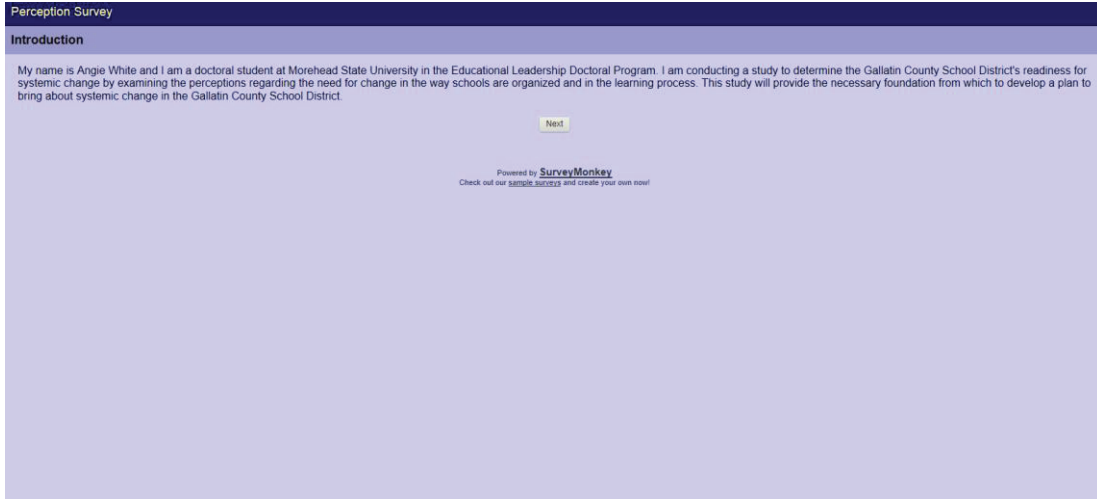 Perception Survey
Introduction
My name is Angie White and I am a doctoral student at Morehead State University in the Educational Leadership Doctoral Program. I am conducting a study to determine the Gallatin County School District's readiness for
systemic change by examining the perceptions regarding the need for change in the way schools are organized and in the learning process. This study will provide the necessary foundation from which to develop a plan to
bring about systemic change in the Gallatin County School District.
Next
Powered by SurveyMonkey
Check out our sample surveys and create your own now!